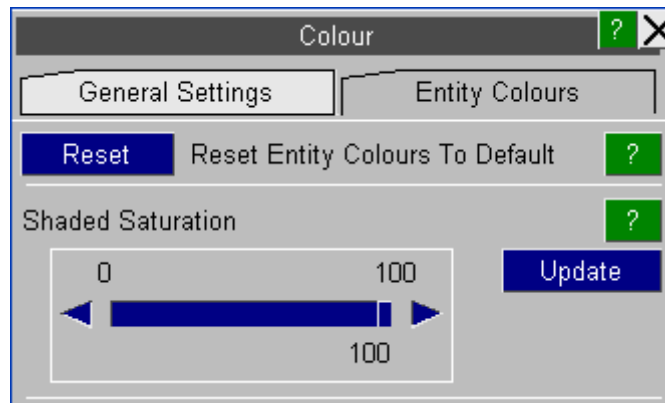 Colour ?
General Settings Entity Colours
Reset Reset Entity Colours To Default ?
Shaded Saturation ?
0 100 Update
100